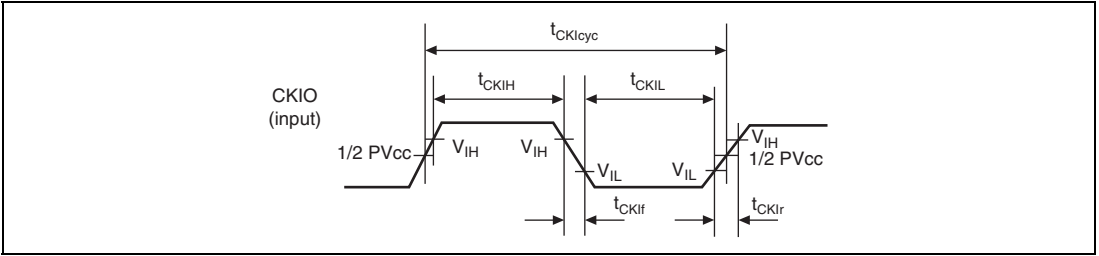 tCKIcyc
tCKIH
tCKIL
CKIO
(input)
1/2 PVcc
VIH
VIH
VIH
1/2 PVcc
VIL
VIL
tCKIf
tCKIr